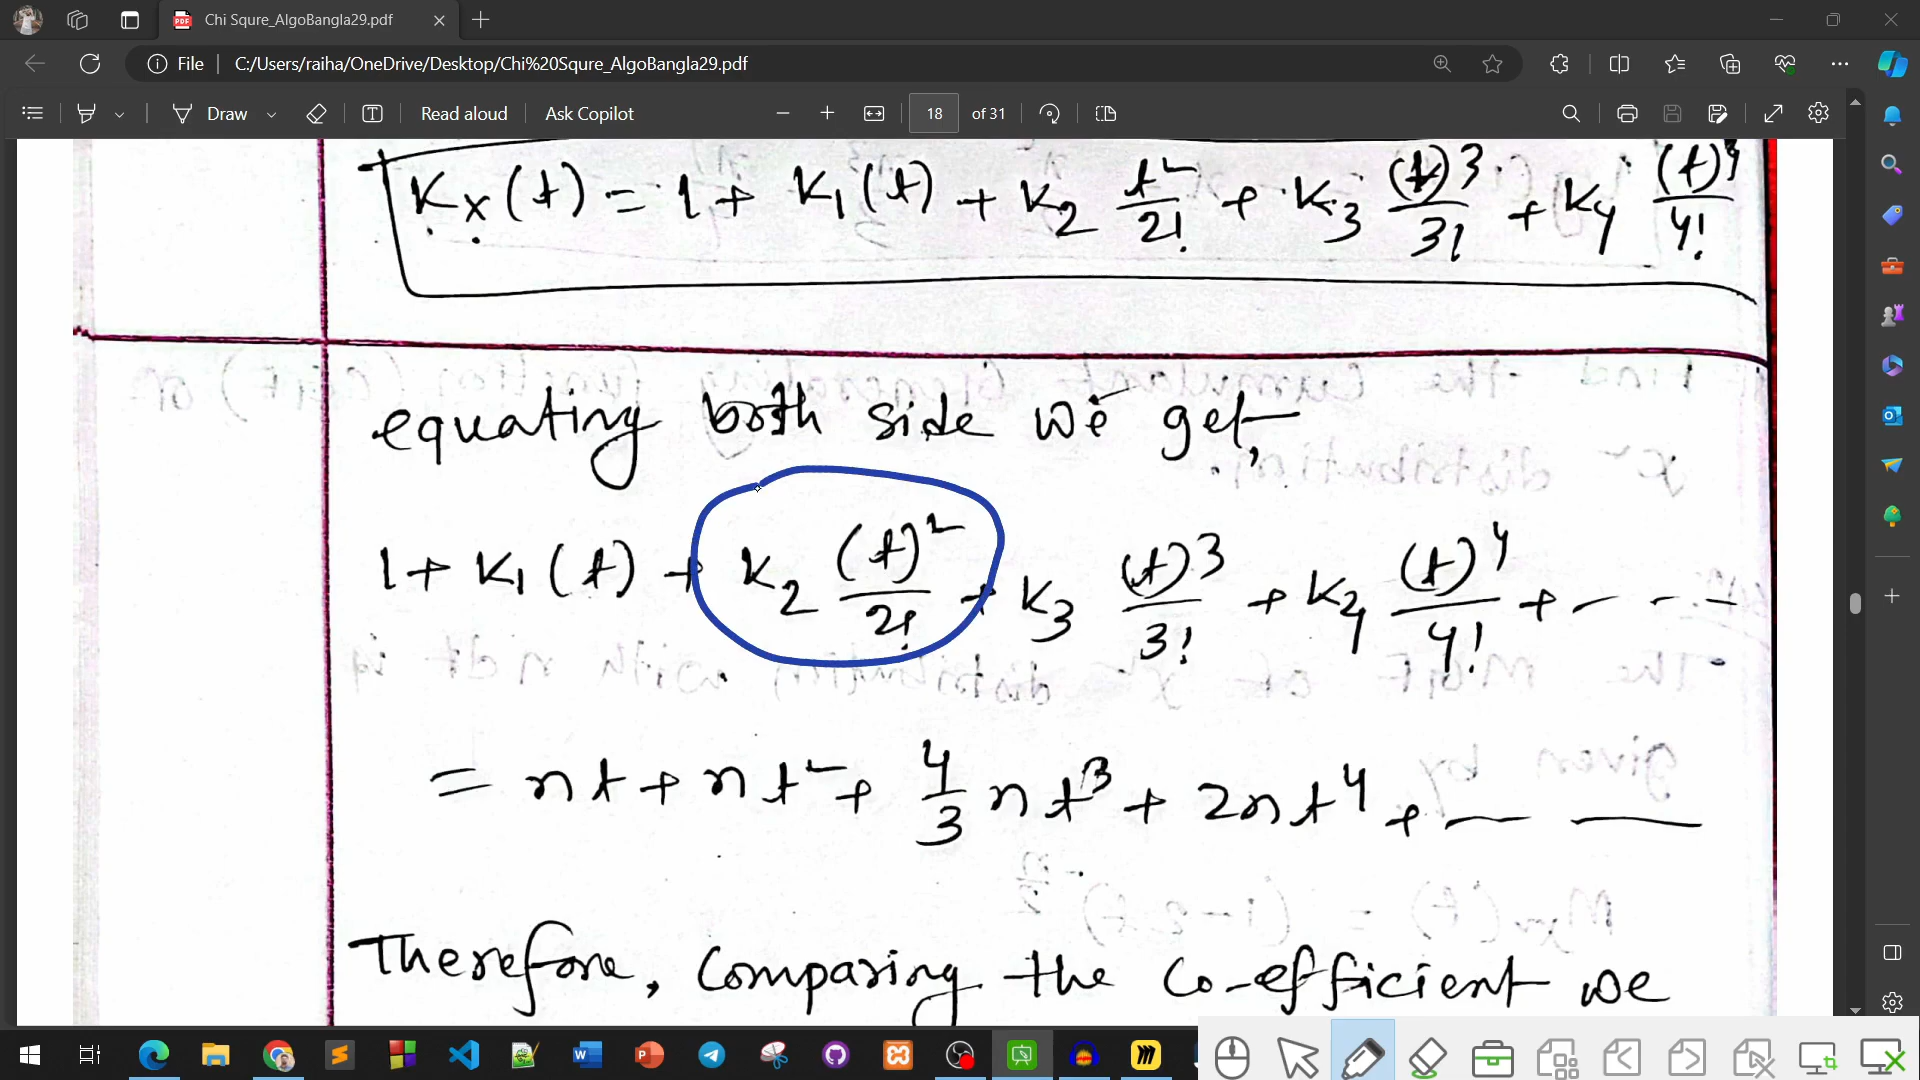 Chi Squre_AlgoBangla29.pdf
File C:/Users/raiha/OneDrive/Desktop/Chi%20Squre_AlgoBangla29.pdf
Draw Read aloud Ask Copilot 18 of 31
Kx(t) = 1 + K₁(t) + K₂ t²/2! + K₃ (t)³/3! + K₄ (t)⁴/4!
equating both side we get,
1 + K₁(t) + K₂ (t)²/2! + K₃ (t)³/3! + K₄ (t)⁴/4! + - - -
= nt + nt² + 4/3 nt³ + 2nt⁴ + — —
Therefore, Comparing the Co-efficient we